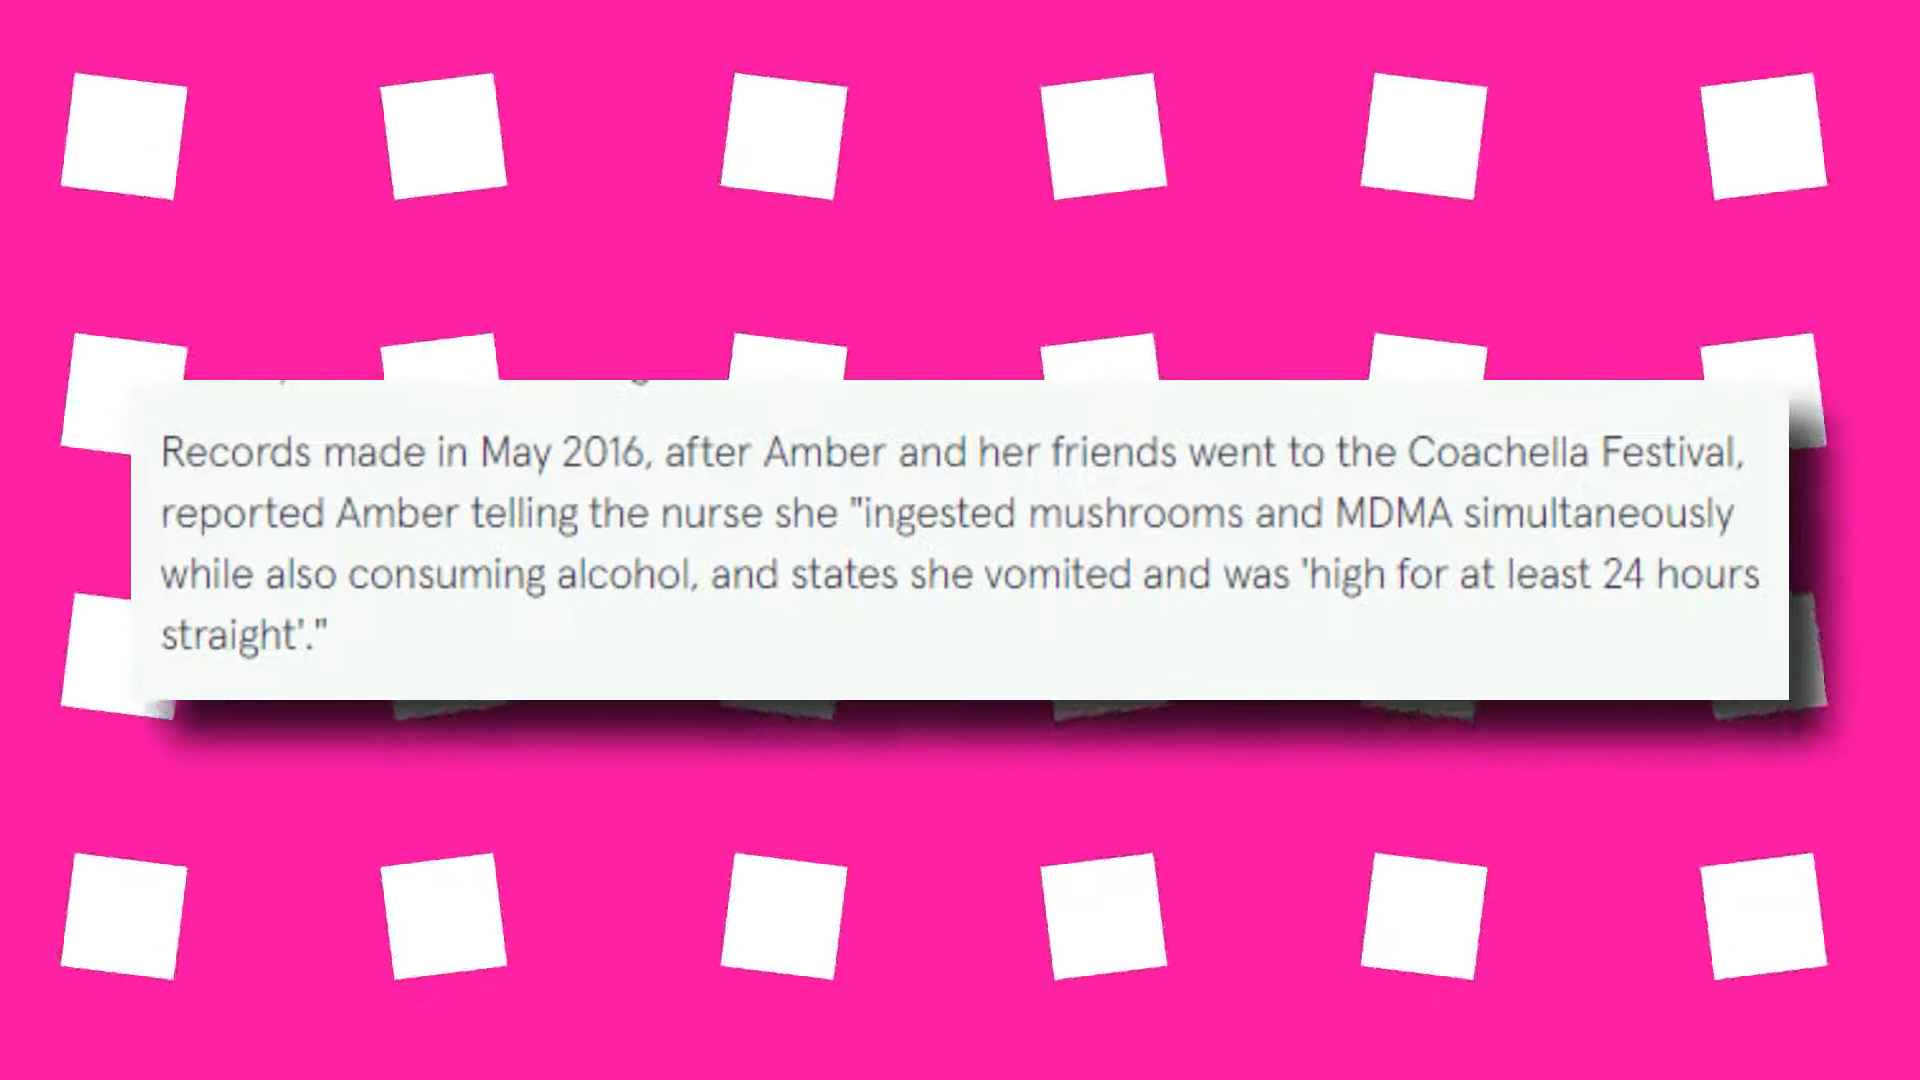 Records made in May 2016, after Amber and her friends went to the Coachella Festival,
reported Amber telling the nurse she "ingested mushrooms and MDMA simultaneously
while also consuming alcohol, and states she vomited and was 'high for at least 24 hours
straight'."